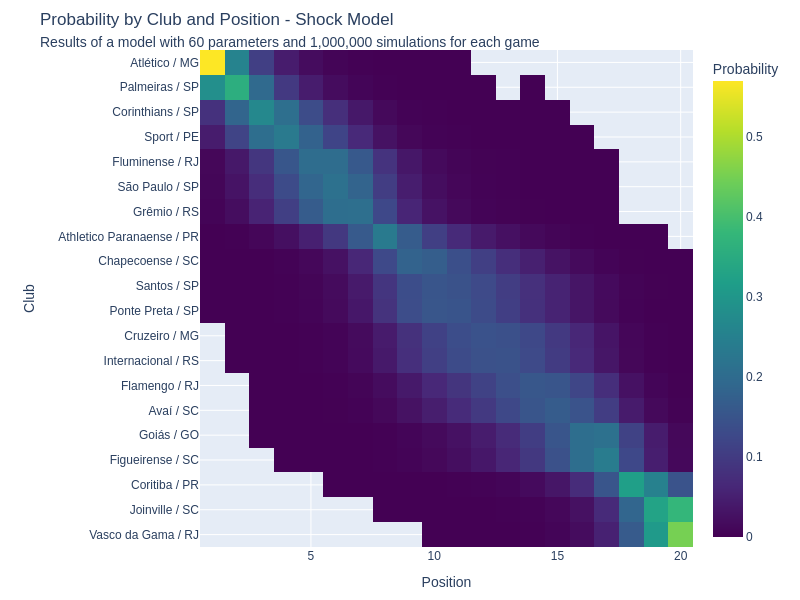 Probability by Club and Position - Shock Model
Results of a model with 60 parameters and 1,000,000 simulations for each game
Probability
Club
Atlético / MG
Palmeiras / SP
Corinthians / SP
Sport / PE
Fluminense / RJ
São Paulo / SP
Grêmio / RS
Athletico Paranaense / PR
Chapecoense / SC
Santos / SP
Ponte Preta / SP
Cruzeiro / MG
Internacional / RS
Flamengo / RJ
Avaí / SC
Goiás / GO
Figueirense / SC
Coritiba / PR
Joinville / SC
Vasco da Gama / RJ
0.5
0.4
0.3
0.2
0.1
0
5
10
15
20
Position